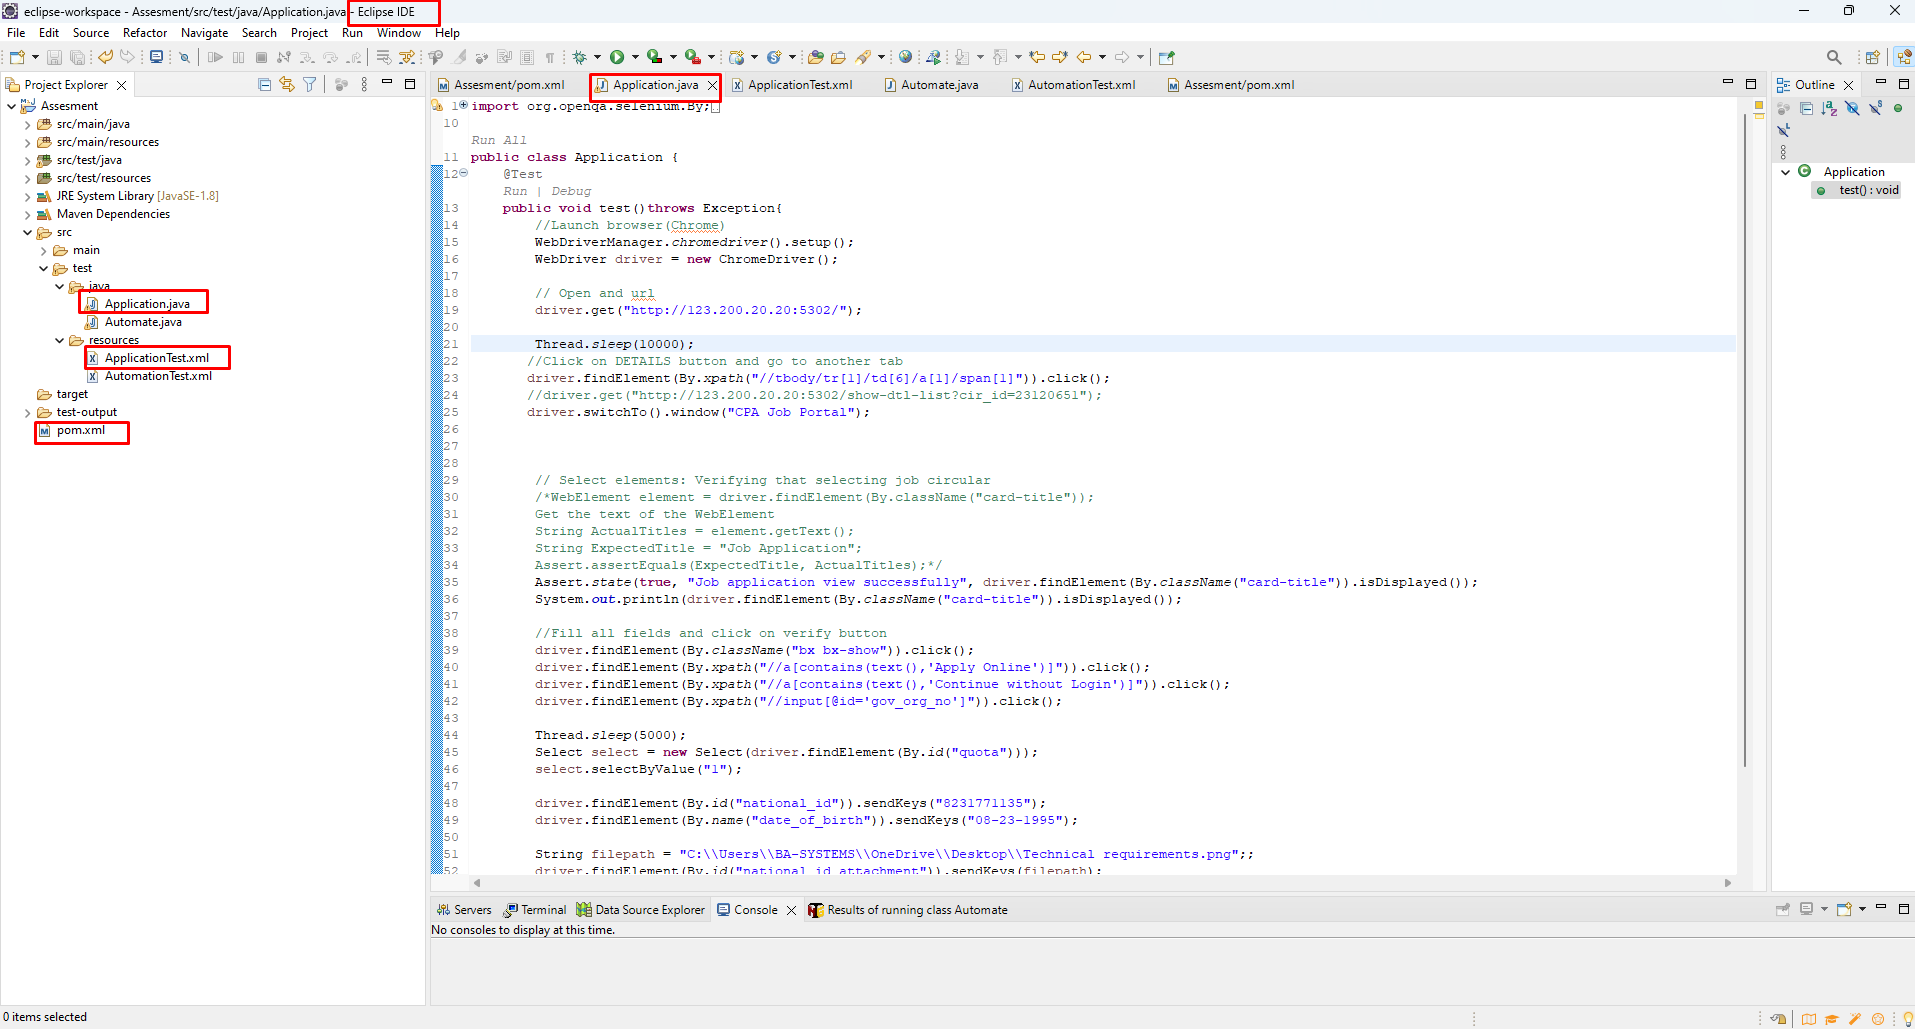 eclipse-workspace - Assesment/src/test/java/Application.java - Eclipse IDE
File Edit Source Refactor Navigate Search Project Run Window Help
Project Explorer
Assesment
src/main/java
src/main/resources
src/test/java
src/test/resources
JRE System Library [JavaSE-1.8]
Maven Dependencies
src
main
test
java
Application.java
Automate.java
resources
ApplicationTest.xml
AutomationTest.xml
target
test-output
pom.xml
Assesment/pom.xml Application.java ApplicationTest.xml Automate.java AutomationTest.xml Assesment/pom.xml
1 import org.openqa.selenium.By;
10
Run All
11 public class Application {
12 @Test
Run | Debug
13 public void test()throws Exception{
14 //Launch browser(Chrome)
15 WebDriverManager.chromedriver().setup();
16 WebDriver driver = new ChromeDriver();
17
18 // Open and url
19 driver.get("http://123.200.20.20:5302/");
20
21 Thread.sleep(10000);
22 //Click on DETAILS button and go to another tab
23 driver.findElement(By.xpath("//tbody/tr[1]/td[6]/a[1]/span[1]")).click();
24 //driver.get("http://123.200.20.20:5302/show-dtl-list?cir_id=23120651");
25 driver.switchTo().window("CPA Job Portal");
26
27
28
29 // Select elements: Verifying that selecting job circular
30 /*WebElement element = driver.findElement(By.className("card-title"));
31 Get the text of the WebElement
32 String ActualTitles = element.getText();
33 String ExpectedTitle = "Job Application";
34 Assert.assertEquals(ExpectedTitle, ActualTitles);*/
35 Assert.state(true, "Job application view successfully", driver.findElement(By.className("card-title")).isDisplayed());
36 System.out.println(driver.findElement(By.className("card-title")).isDisplayed());
37
38 //Fill all fields and click on verify button
39 driver.findElement(By.className("bx bx-show")).click();
40 driver.findElement(By.xpath("//a[contains(text(),'Apply Online')]")).click();
41 driver.findElement(By.xpath("//a[contains(text(),'Continue without Login')]")).click();
42 driver.findElement(By.xpath("//input[@id='gov_org_no']")).click();
43
44 Thread.sleep(5000);
45 Select select = new Select(driver.findElement(By.id("quota")));
46 select.selectByValue("1");
47
48 driver.findElement(By.id("national_id")).sendKeys("8231771135");
49 driver.findElement(By.name("date_of_birth")).sendKeys("08-23-1995");
50
51 String filepath = "C:\\Users\\BA-SYSTEMS\\OneDrive\\Desktop\\Technical requirements.png";;
52 driver.findElement(By.id("national_id_attachment")).sendKeys(filepath);
Outline
Application
test() : void
Servers Terminal Data Source Explorer Console Results of running class Automate
No consoles to display at this time.
0 items selected